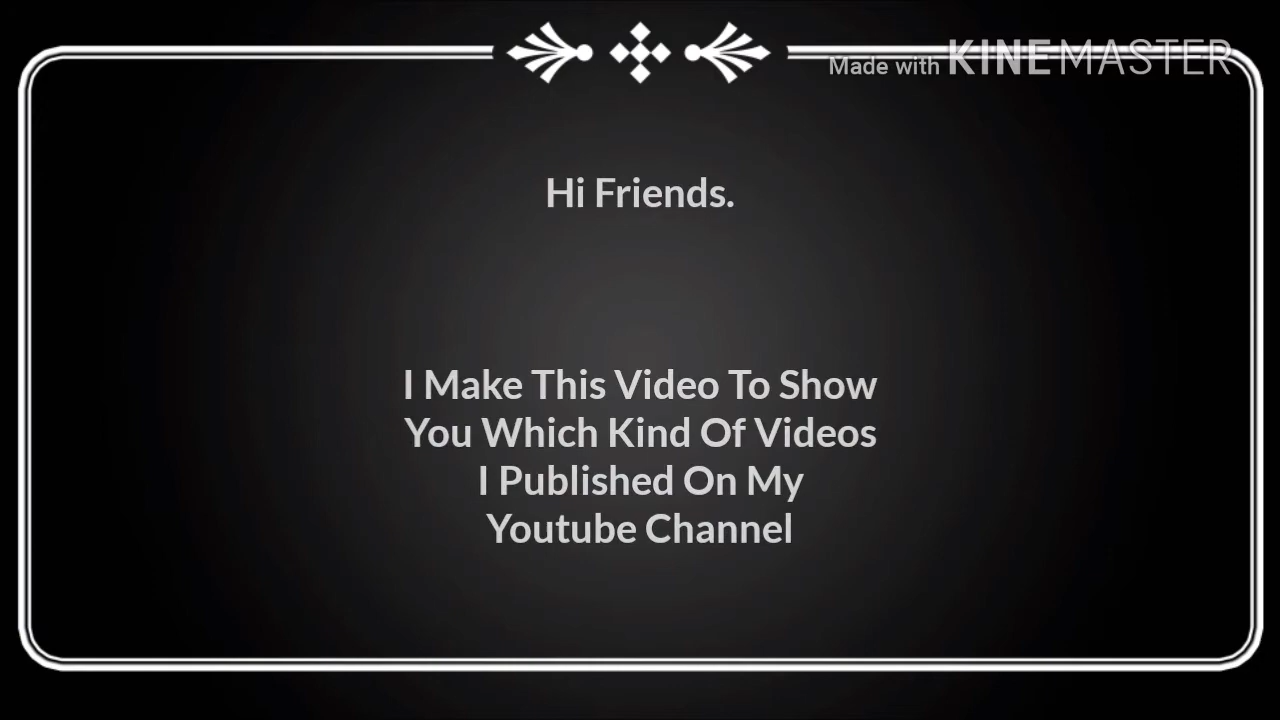 Made with KINEMASTER
Hi Friends.
I Make This Video To Show
You Which Kind Of Videos
I Published On My
Youtube Channel